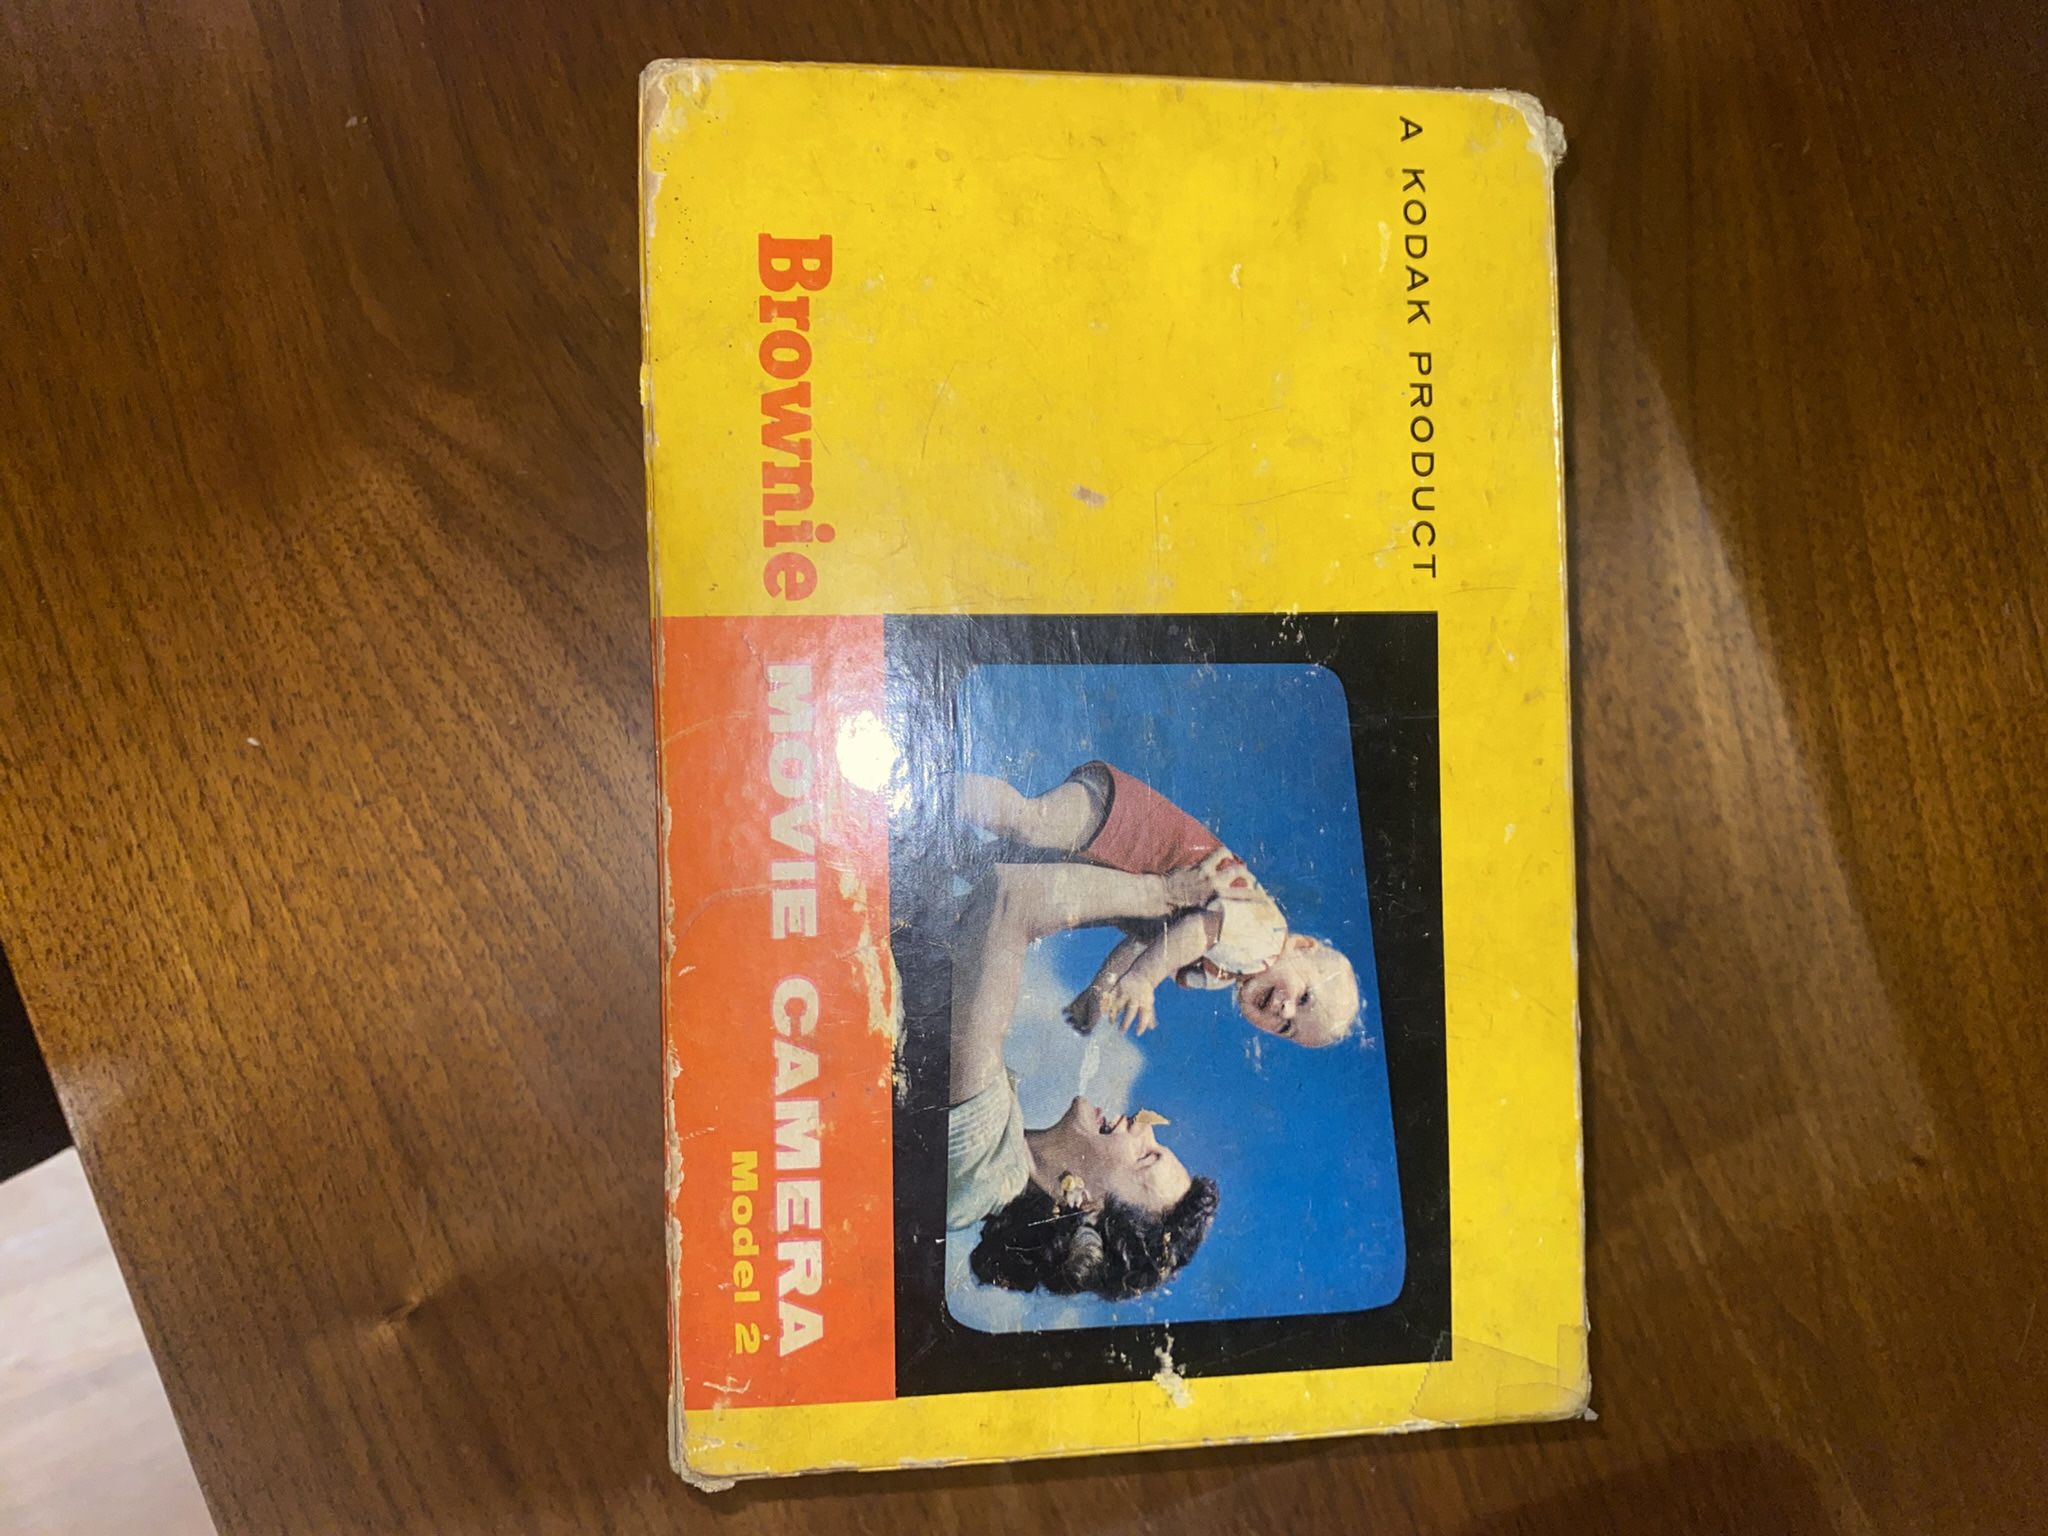 A KODAK PRODUCT
Brownie MOVIE CAMERA
Model 2